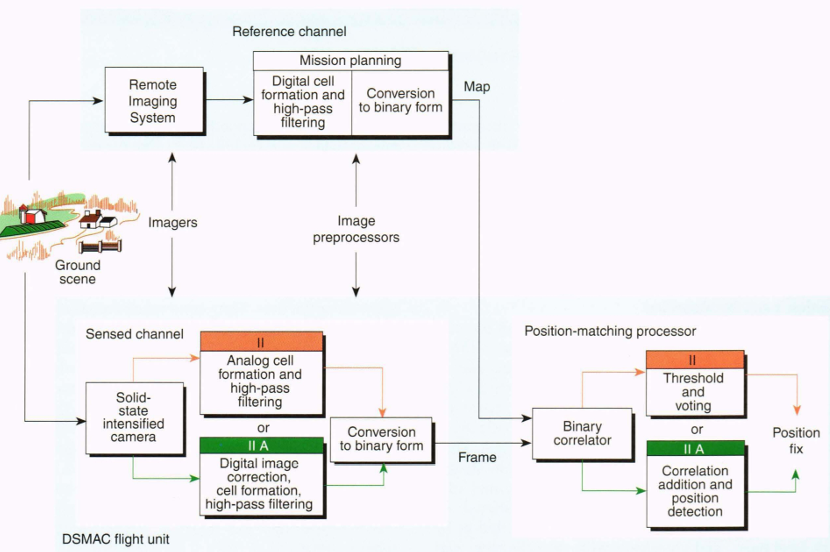 Reference channel
Mission planning
Remote
Imaging
System
Digital cell
formation and
high-pass
filtering
Conversion
to binary form
Map
Imagers
Image
preprocessors
Ground
scene
Sensed channel
Solid-
state
intensified
camera
II
Analog cell
formation and
high-pass
filtering
or
II A
Digital image
correction,
cell formation,
high-pass filtering
Conversion
to binary form
Frame
Position-matching processor
Binary
correlator
II
Threshold
and
voting
or
II A
Correlation
addition and
position
detection
Position
fix
DSMAC flight unit